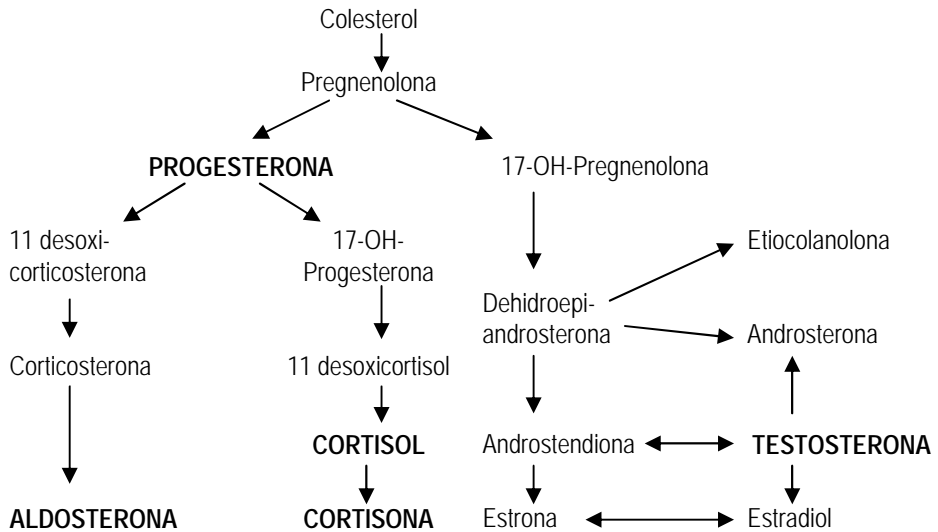 Colesterol
Pregnenolona
PROGESTERONA
17-OH-Pregnenolona
11 desoxi-
corticosterona
17-OH-
Progesterona
Etiocolanolona
Dehidroepi-
androsterona
Androsterona
Corticosterona
11 desoxicortisol
CORTISOL
Androstendiona
TESTOSTERONA
ALDOSTERONA
CORTISONA
Estrona
Estradiol